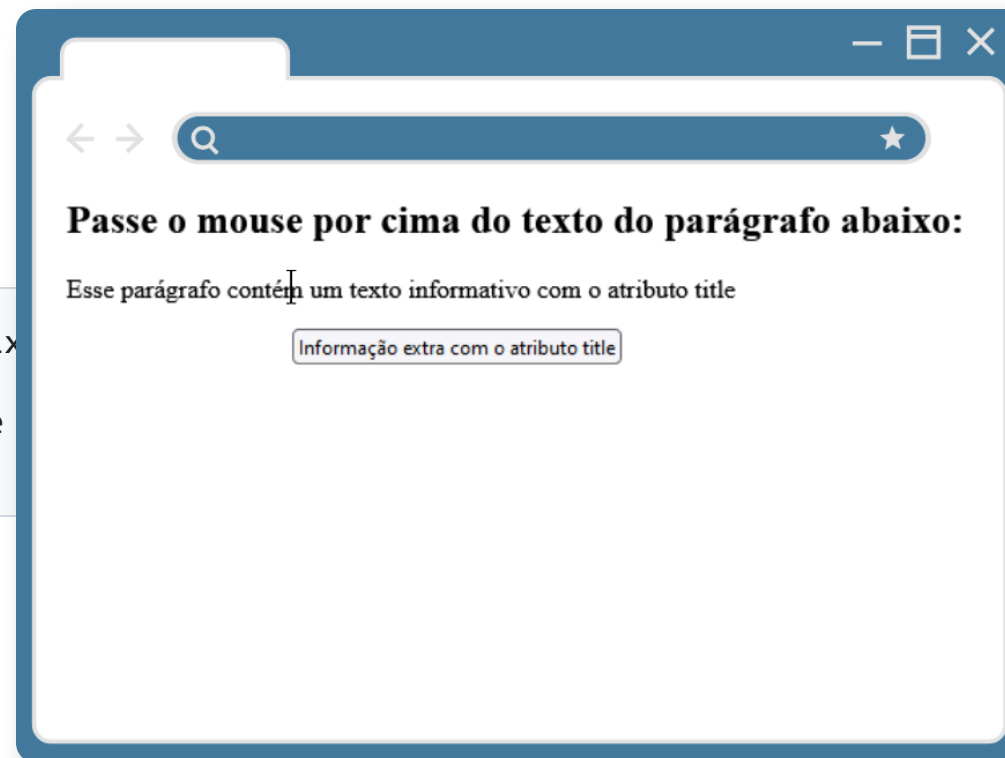 Passe o mouse por cima do texto do parágrafo abaixo:
Esse parágrafo contém um texto informativo com o atributo title
Informação extra com o atributo title